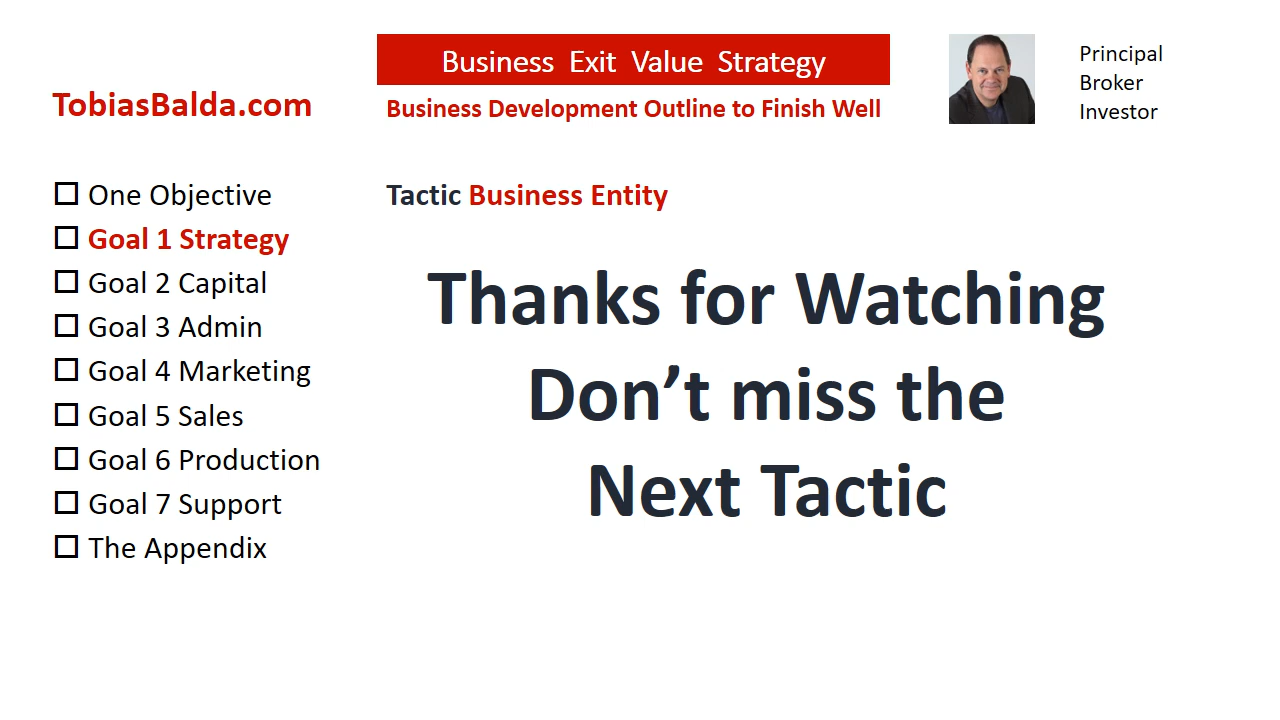 Business Exit Value Strategy
TobiasBalda.com
Business Development Outline to Finish Well
Principal
Broker
Investor
One Objective
Goal 1 Strategy
Goal 2 Capital
Goal 3 Admin
Goal 4 Marketing
Goal 5 Sales
Goal 6 Production
Goal 7 Support
The Appendix
Tactic Business Entity
Thanks for Watching
Don’t miss the
Next Tactic